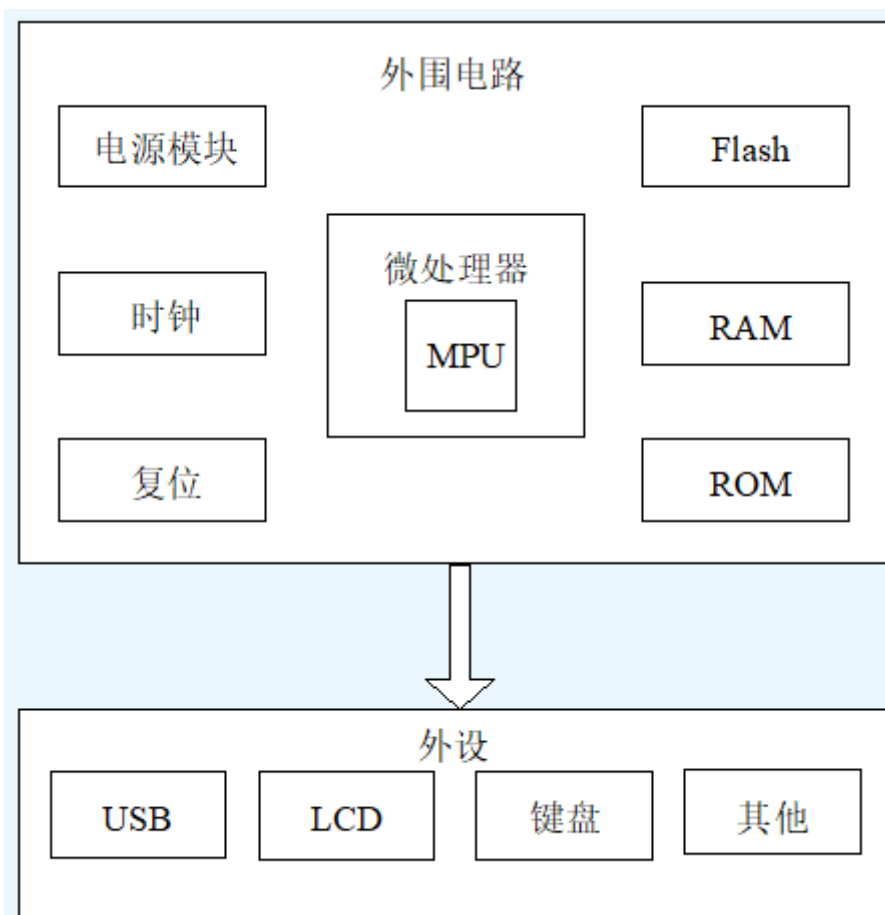 外围电路
电源模块
Flash
微处理器
时钟
MPU
RAM
复位
ROM
外设
USB
LCD
键盘
其他